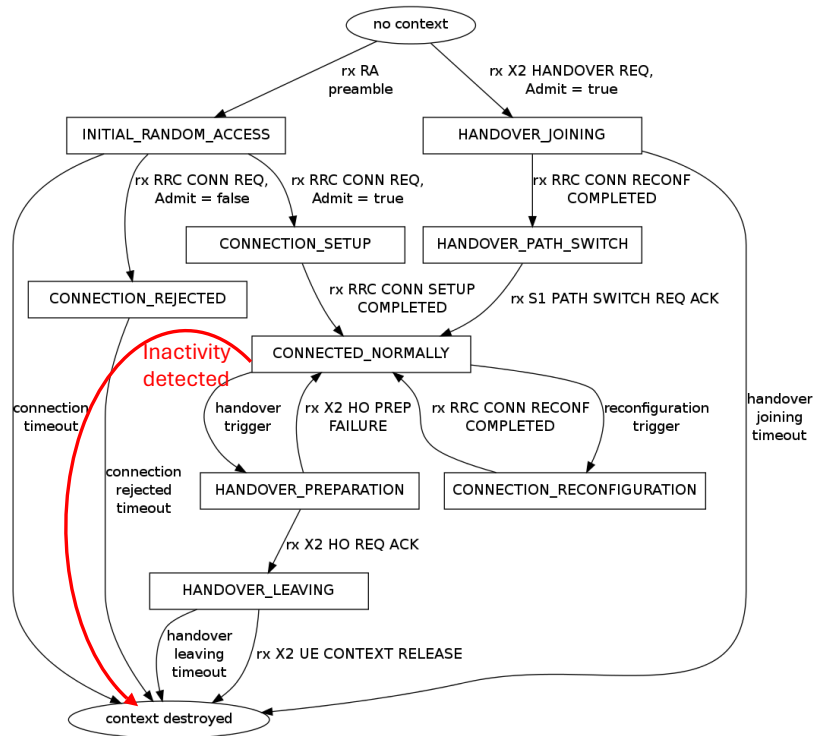 no context
rx RA
preamble
rx X2 HANDOVER REQ,
Admit = true
INITIAL_RANDOM_ACCESS
HANDOVER_JOINING
rx RRC CONN REQ,
Admit = false
rx RRC CONN REQ,
Admit = true
rx RRC CONN RECONF
COMPLETED
CONNECTION_SETUP
HANDOVER_PATH_SWITCH
CONNECTION_REJECTED
rx RRC CONN SETUP
COMPLETED
rx S1 PATH SWITCH REQ ACK
Inactivity
detected
CONNECTED_NORMALLY
connection
timeout
handover
trigger
rx X2 HO PREP
FAILURE
rx RRC CONN RECONF
COMPLETED
reconfiguration
trigger
handover
joining
timeout
connection
rejected
timeout
HANDOVER_PREPARATION
CONNECTION_RECONFIGURATION
rx X2 HO REQ ACK
HANDOVER_LEAVING
handover
leaving
timeout
rx X2 UE CONTEXT RELEASE
context destroyed